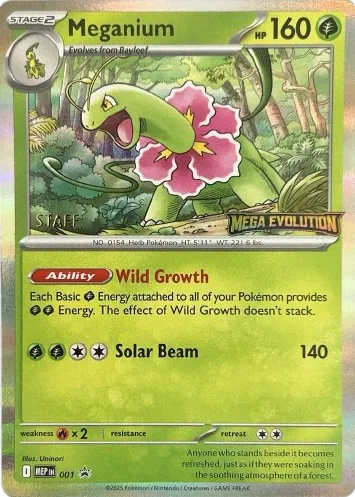 STAGE2 Meganium HP 160
Evolves from Bayleef
STAFF
MEGA EVOLUTION
NO. 0154 Herb Pokémon HT: 5'11" WT: 221.6 lbs.
Ability Wild Growth
Each Basic Energy attached to all of your Pokémon provides
Energy. The effect of Wild Growth doesn't stack.
Solar Beam 140
weakness ×2 resistance retreat
Illus. Uninori
I MEP EN 001
Anyone who stands beside it becomes
refreshed, just as if they were soaking in
the soothing aroma of a forest.
©2025 Pokémon / Nintendo / Creatures / GAME FREAK